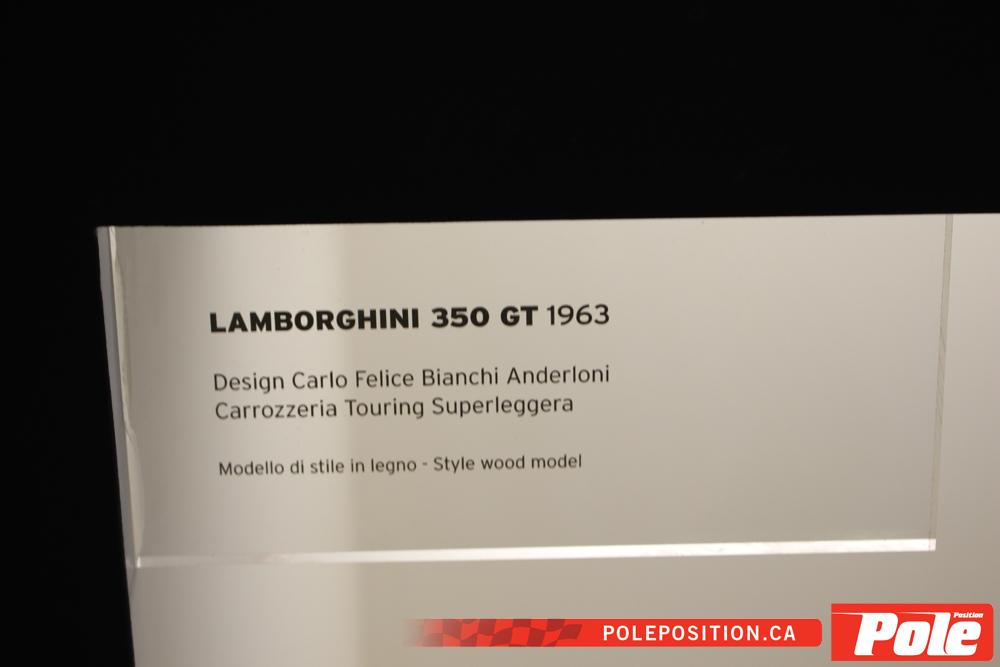 LAMBORGHINI 350 GT 1963
Design Carlo Felice Bianchi Anderloni
Carrozzeria Touring Superleggera
Modello di stile in legno - Style wood model
POLEPOSITION.CA
Pole Position